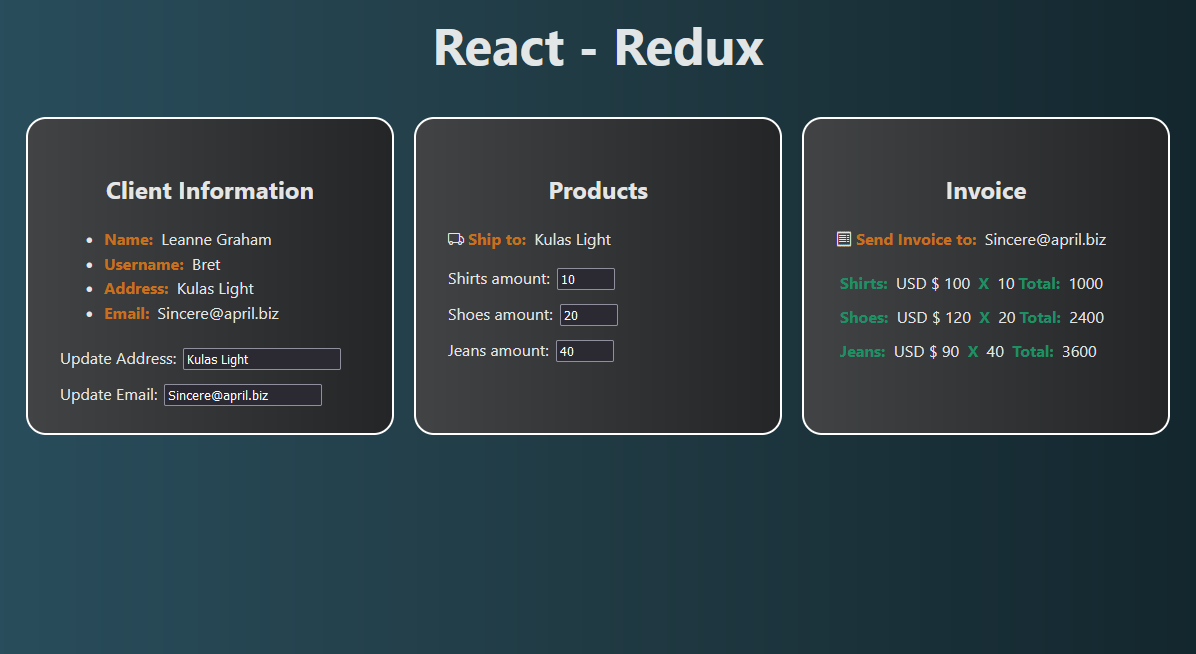 React - Redux
Client Information
Name: Leanne Graham
Username: Bret
Address: Kulas Light
Email: Sincere@april.biz
Update Address: Kulas Light
Update Email: Sincere@april.biz
Products
Ship to: Kulas Light
Shirts amount: 10
Shoes amount: 20
Jeans amount: 40
Invoice
Send Invoice to: Sincere@april.biz
Shirts: USD $ 100 X 10 Total: 1000
Shoes: USD $ 120 X 20 Total: 2400
Jeans: USD $ 90 X 40 Total: 3600